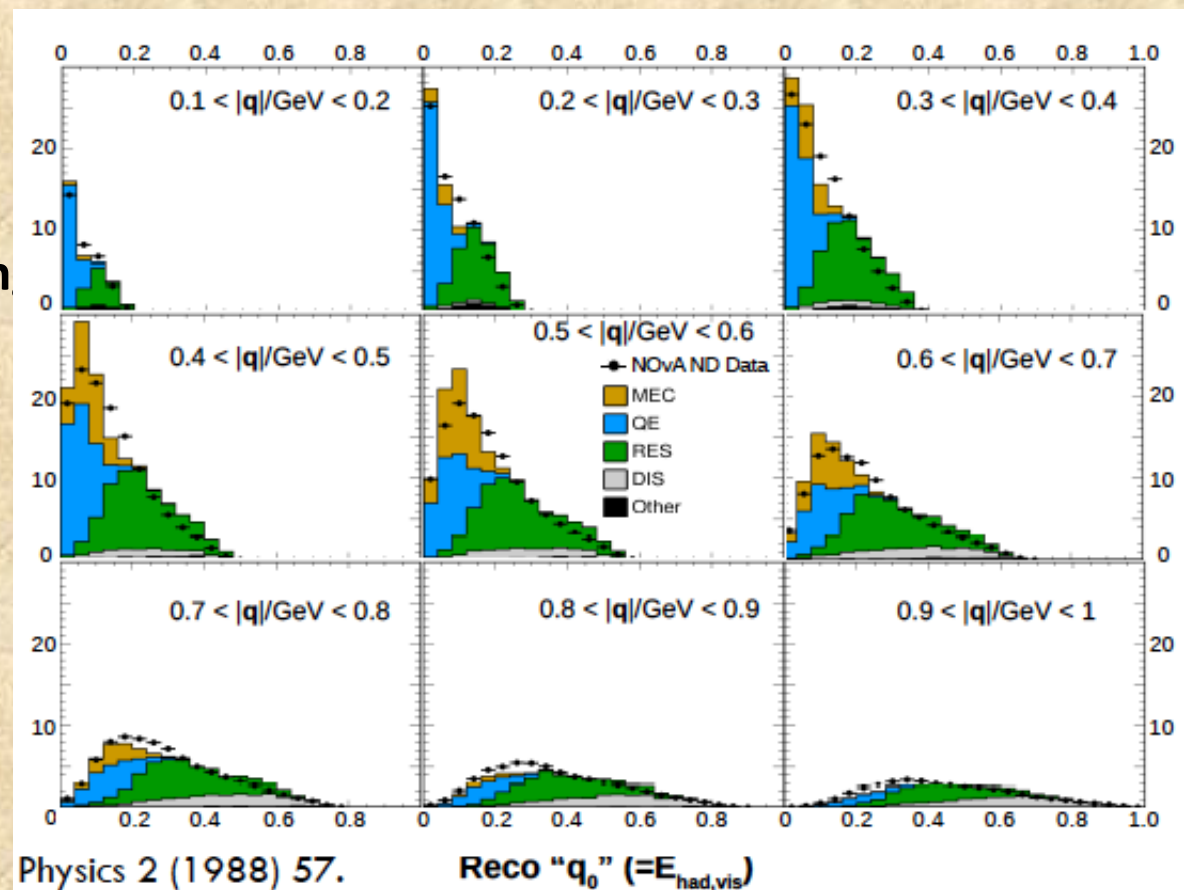 0 0.2 0.4 0.6 0.8 0 0.2 0.4 0.6 0.8 0 0.2 0.4 0.6 0.8 1.0
0.1 < |q|/GeV < 0.2
0.2 < |q|/GeV < 0.3
0.3 < |q|/GeV < 0.4
20 20
10 10
0 0
n,
0.4 < |q|/GeV < 0.5
0.5 < |q|/GeV < 0.6
0.6 < |q|/GeV < 0.7
NOvA ND Data
MEC
QE
RES
DIS
Other
20 20
10 10
0 0
0.7 < |q|/GeV < 0.8
0.8 < |q|/GeV < 0.9
0.9 < |q|/GeV < 1
20 20
10 10
0 0
0 0.2 0.4 0.6 0.8 0 0.2 0.4 0.6 0.8 0 0.2 0.4 0.6 0.8 1.0
Physics 2 (1988) 57.
Reco “q₀” (=E_had,vis)